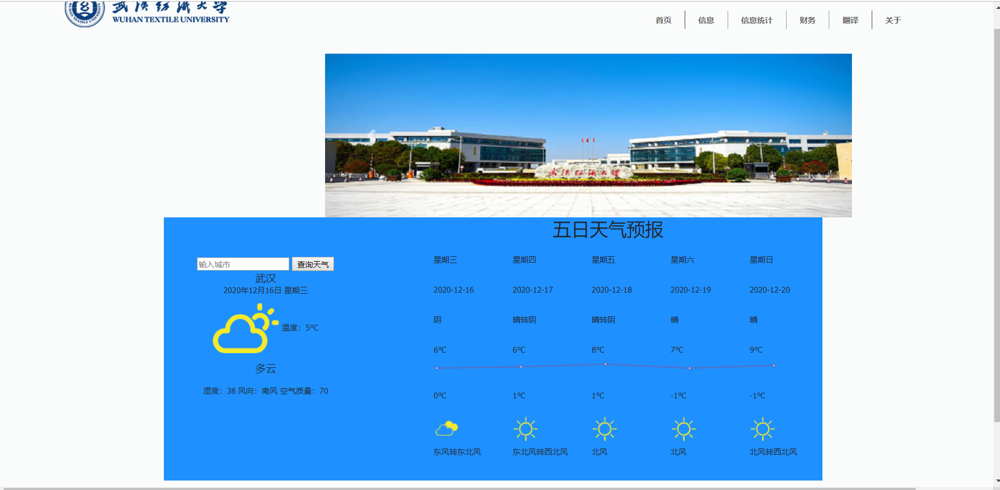 武汉纺织大学
WUHAN TEXTILE UNIVERSITY
首页 信息 信息统计 财务 翻译 关于
武汉纺织大学
五日天气预报
输入城市 查询天气
武汉
2020年12月16日 星期三
温度：5℃
多云
湿度：38 风向：南风 空气质量：70
星期三 星期四 星期五 星期六 星期日
2020-12-16 2020-12-17 2020-12-18 2020-12-19 2020-12-20
阴 晴转阴 晴转阴 晴 晴
6℃ 6℃ 8℃ 7℃ 9℃
0℃ 1℃ 1℃ -1℃ -1℃
东风转东北风 东北风转西北风 北风 北风 北风转西北风